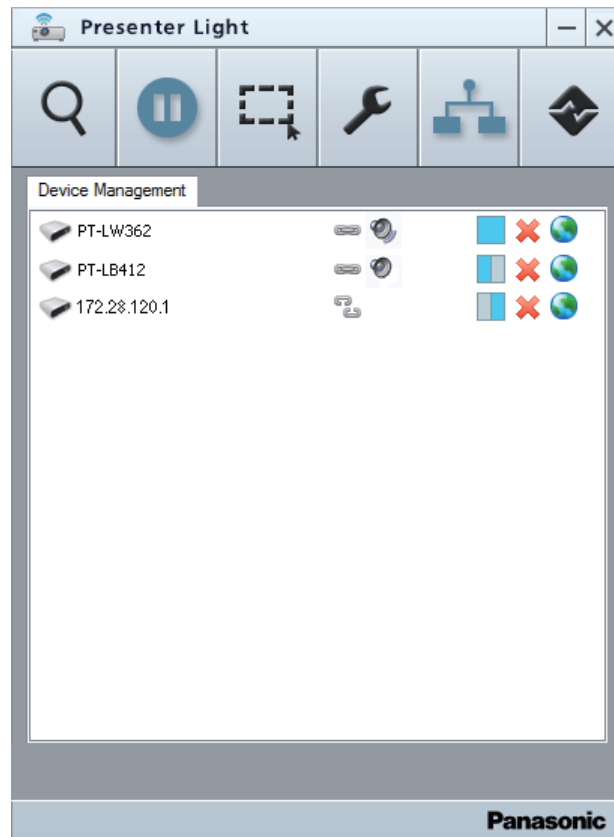 Presenter Light
Device Management
PT-LW362
PT-LB412
172.28.120.1
Panasonic